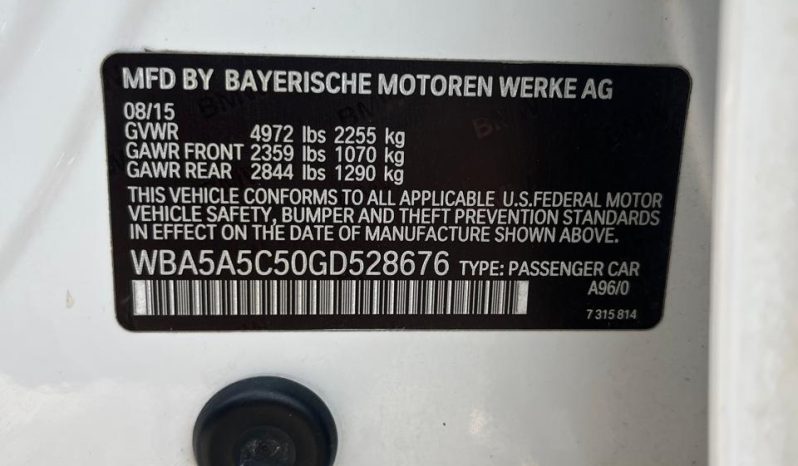 MFD BY BAYERISCHE MOTOREN WERKE AG
08/15
GVWR 4972 lbs 2255 kg
GAWR FRONT 2359 lbs 1070 kg
GAWR REAR 2844 lbs 1290 kg
THIS VEHICLE CONFORMS TO ALL APPLICABLE U.S.FEDERAL MOTOR
VEHICLE SAFETY, BUMPER AND THEFT PREVENTION STANDARDS
IN EFFECT ON THE DATE OF MANUFACTURE SHOWN ABOVE.
WBA5A5C50GD528676 TYPE: PASSENGER CAR
A96/0
7 315 814